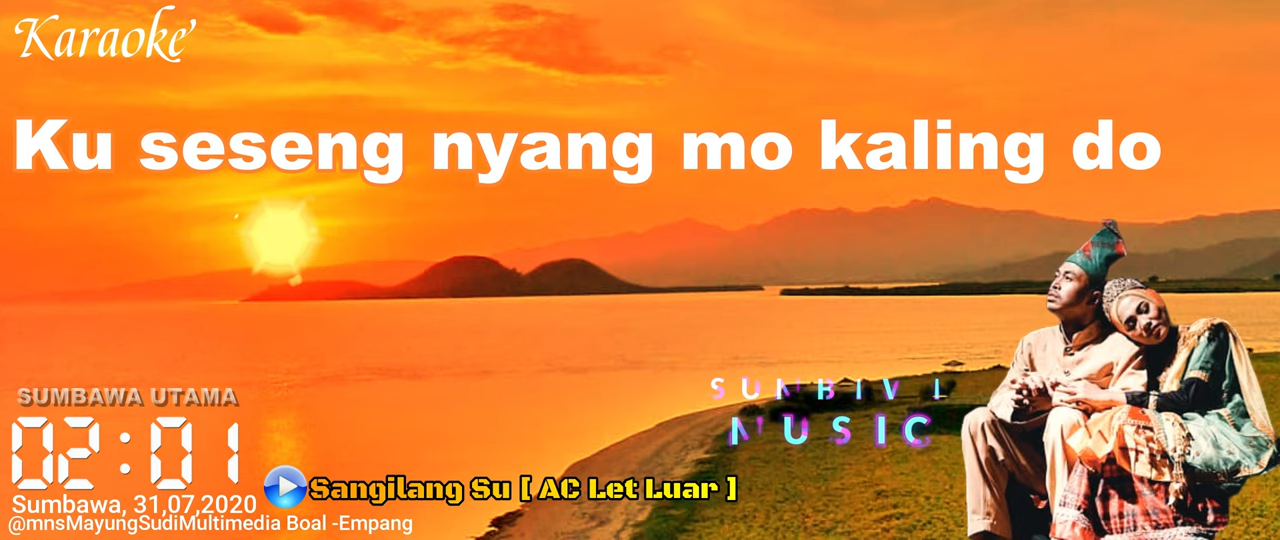 Karaoke
Ku seseng nyang mo kaling do
SUMBAWA UTAMA
02:01
MUSIC
Sangilang Su [ AC Let Luar ]
Sumbawa, 31,07,2020
@mnsMayungSudiMultimedia Boal -Empang